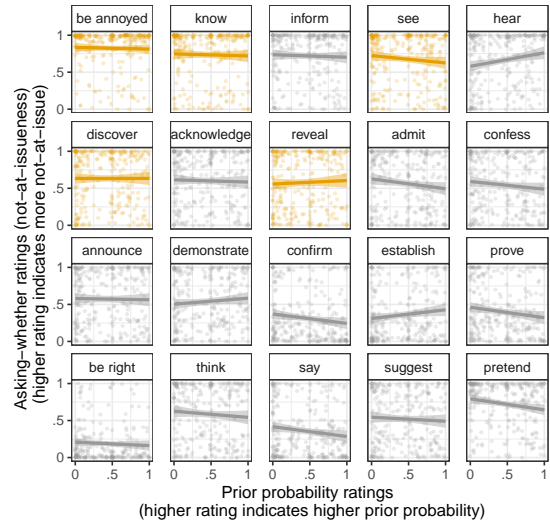 be annoyed know inform see hear
1
.5
0
discover acknowledge reveal admit confess
1
.5
0
announce demonstrate confirm establish prove
1
.5
0
be right think say suggest pretend
1
.5
0
0 .5 1 0 .5 1 0 .5 1 0 .5 1 0 .5 1
Prior probability ratings
(higher rating indicates higher prior probability)
Asking−whether ratings (not−at−issueness)
(higher rating indicates more not−at−issue)